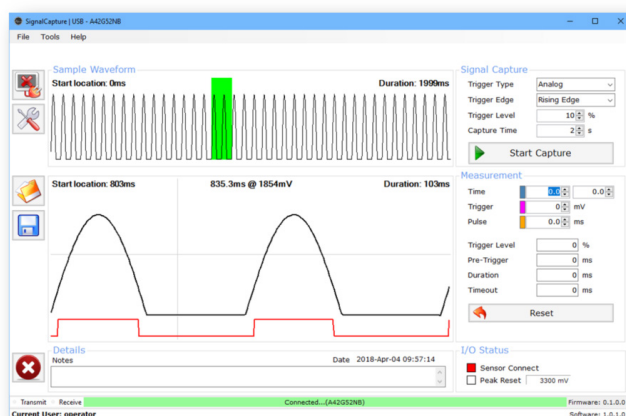 SignalCapture | USB - A42G52NB
File Tools Help
Sample Waveform
Start location: 0ms Duration: 1999ms
Start location: 803ms 835.3ms @ 1854mV Duration: 103ms
Details
Notes Date 2018-Apr-04 09:57:14
Signal Capture
Trigger Type Analog
Trigger Edge Rising Edge
Trigger Level 10 %
Capture Time 2 s
Start Capture
Measurement
Time 0.0 0.0
Trigger 0 mV
Pulse 0.0 ms
Trigger Level 0 %
Pre-Trigger 0 ms
Duration 0 ms
Timeout 0 ms
Reset
I/O Status
Sensor Connect
Peak Reset 3300 mV
Transmit Receive Connected...(A42G52NB) Firmware: 0.1.0.0
Current User: operator Software: 1.0.1.0